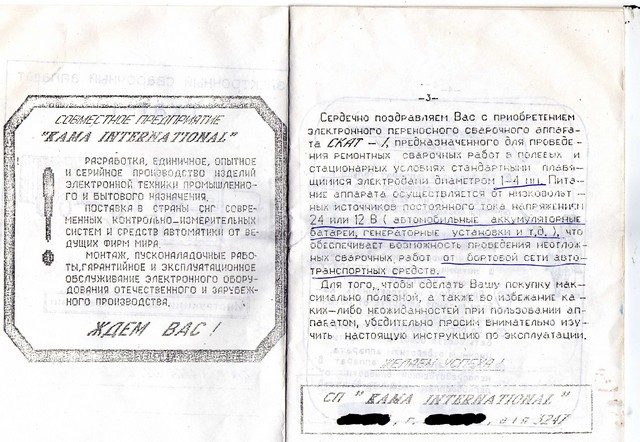 СОВМЕСТНОЕ ПРЕДПРИЯТИЕ
"KAMA INTERNATIONAL"
РАЗРАБОТКА, ЕДИНИЧНОЕ, ОПЫТНОЕ
И СЕРИЙНОЕ ПРОИЗВОДСТВО ИЗДЕЛИЙ
ЭЛЕКТРОННОЙ ТЕХНИКИ ПРОМЫШЛЕННО-
ГО И БЫТОВОГО НАЗНАЧЕНИЯ.
ПОСТАВКА В СТРАНЫ СНГ СОВР-
ЕМЕННЫХ КОНТРОЛЬНО-ИЗМЕРИТЕЛЬНЫХ
СИСТЕМ И СРЕДСТВ АВТОМАТИКИ ОТ ВЕ-
ДУЩИХ ФИРМ МИРА.
МОНТАЖ, ПУСКОНАЛАДОЧНЫЕ РАБО-
ТЫ,ГАРАНТИЙНОЕ И ЭКСПЛУАТАЦИОННОЕ
ОБСЛУЖИВАНИЕ ЭЛЕКТРОННОГО ОБОРУ-
ДОВАНИЯ ОТЕЧЕСТВЕННОГО И ЗАРУБЕЖ-
НОГО ПРОИЗВОДСТВА.
ЖДЕМ ВАС!
-3-
Сердечно поздравляем Вас с приобретением
электронного переносного сварочного аппара-
та СКАТ -1, предназначенного для проведе-
ния ремонтных сварочных работ в полевых и
стационарных условиях стандартными плавя-
щимися электродами диаметром 1-4 мм. Пита-
ние аппарата осуществляется от низковольт-
ных источников постоянного тока напряжением
24 или 12 В ( автомобильные аккумуляторные
батареи, генераторные установки и т.д. ), что
обеспечивает возможность проведения неотлож-
ных сварочных работ от бортовой сети авто-
транспортных средств.
Для того, чтобы сделать Вашу покупку мак-
симально полезной, а также во избежание ка-
ких-либо неожиданностей при пользовании ап-
паратом, убедительно просим внимательно изу-
чить настоящую инструкцию по эксплуатации.
ЖЕЛАЕМ УСПЕХА!
СП "KAMA INTERNATIONAL"
, г. , а/я 3247